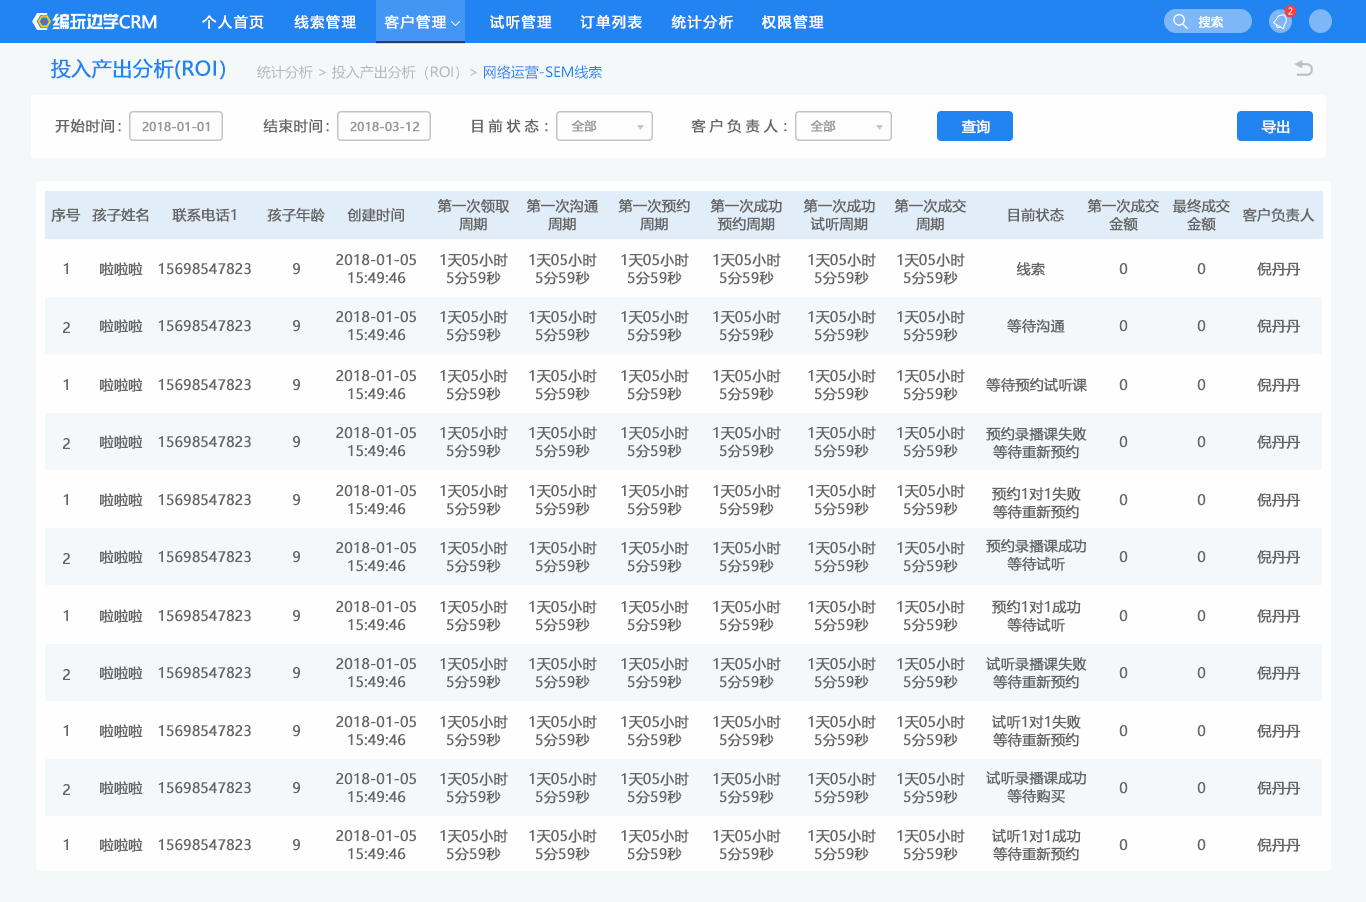 编玩边学CRM 个人首页 线索管理 客户管理 试听管理 订单列表 统计分析 权限管理 搜索 2
投入产出分析(ROI) 统计分析 > 投入产出分析（ROI） > 网络运营-SEM线索
开始时间： 2018-01-01 结束时间： 2018-03-12 目前状态： 全部 客户负责人： 全部 查询 导出
序号 孩子姓名 联系电话1 孩子年龄 创建时间 第一次领取 第一次沟通 第一次预约 第一次成功 第一次成功 第一次成交 目前状态 第一次成交 最终成交 客户负责人
周期 周期 周期 预约周期 试听周期 周期 金额 金额
1 啦啦啦 15698547823 9 2018-01-05 1天05小时 1天05小时 1天05小时 1天05小时 1天05小时 1天05小时 线索 0 0 倪丹丹
15:49:46 5分59秒 5分59秒 5分59秒 5分59秒 5分59秒 5分59秒
2 啦啦啦 15698547823 9 2018-01-05 1天05小时 1天05小时 1天05小时 1天05小时 1天05小时 1天05小时 等待沟通 0 0 倪丹丹
15:49:46 5分59秒 5分59秒 5分59秒 5分59秒 5分59秒 5分59秒
1 啦啦啦 15698547823 9 2018-01-05 1天05小时 1天05小时 1天05小时 1天05小时 1天05小时 1天05小时 等待预约试听课 0 0 倪丹丹
15:49:46 5分59秒 5分59秒 5分59秒 5分59秒 5分59秒 5分59秒
2 啦啦啦 15698547823 9 2018-01-05 1天05小时 1天05小时 1天05小时 1天05小时 1天05小时 1天05小时 预约录播课失败 0 0 倪丹丹
15:49:46 5分59秒 5分59秒 5分59秒 5分59秒 5分59秒 5分59秒 等待重新预约
1 啦啦啦 15698547823 9 2018-01-05 1天05小时 1天05小时 1天05小时 1天05小时 1天05小时 1天05小时 预约1对1失败 0 0 倪丹丹
15:49:46 5分59秒 5分59秒 5分59秒 5分59秒 5分59秒 5分59秒 等待重新预约
2 啦啦啦 15698547823 9 2018-01-05 1天05小时 1天05小时 1天05小时 1天05小时 1天05小时 1天05小时 预约录播课成功 0 0 倪丹丹
15:49:46 5分59秒 5分59秒 5分59秒 5分59秒 5分59秒 5分59秒 等待试听
1 啦啦啦 15698547823 9 2018-01-05 1天05小时 1天05小时 1天05小时 1天05小时 1天05小时 1天05小时 预约1对1成功 0 0 倪丹丹
15:49:46 5分59秒 5分59秒 5分59秒 5分59秒 5分59秒 5分59秒 等待试听
2 啦啦啦 15698547823 9 2018-01-05 1天05小时 1天05小时 1天05小时 1天05小时 1天05小时 1天05小时 试听录播课失败 0 0 倪丹丹
15:49:46 5分59秒 5分59秒 5分59秒 5分59秒 5分59秒 5分59秒 等待重新预约
1 啦啦啦 15698547823 9 2018-01-05 1天05小时 1天05小时 1天05小时 1天05小时 1天05小时 1天05小时 试听1对1失败 0 0 倪丹丹
15:49:46 5分59秒 5分59秒 5分59秒 5分59秒 5分59秒 5分59秒 等待重新预约
2 啦啦啦 15698547823 9 2018-01-05 1天05小时 1天05小时 1天05小时 1天05小时 1天05小时 1天05小时 试听录播课成功 0 0 倪丹丹
15:49:46 5分59秒 5分59秒 5分59秒 5分59秒 5分59秒 5分59秒 等待购买
1 啦啦啦 15698547823 9 2018-01-05 1天05小时 1天05小时 1天05小时 1天05小时 1天05小时 1天05小时 试听1对1成功 0 0 倪丹丹
15:49:46 5分59秒 5分59秒 5分59秒 5分59秒 5分59秒 5分59秒 等待重新预约